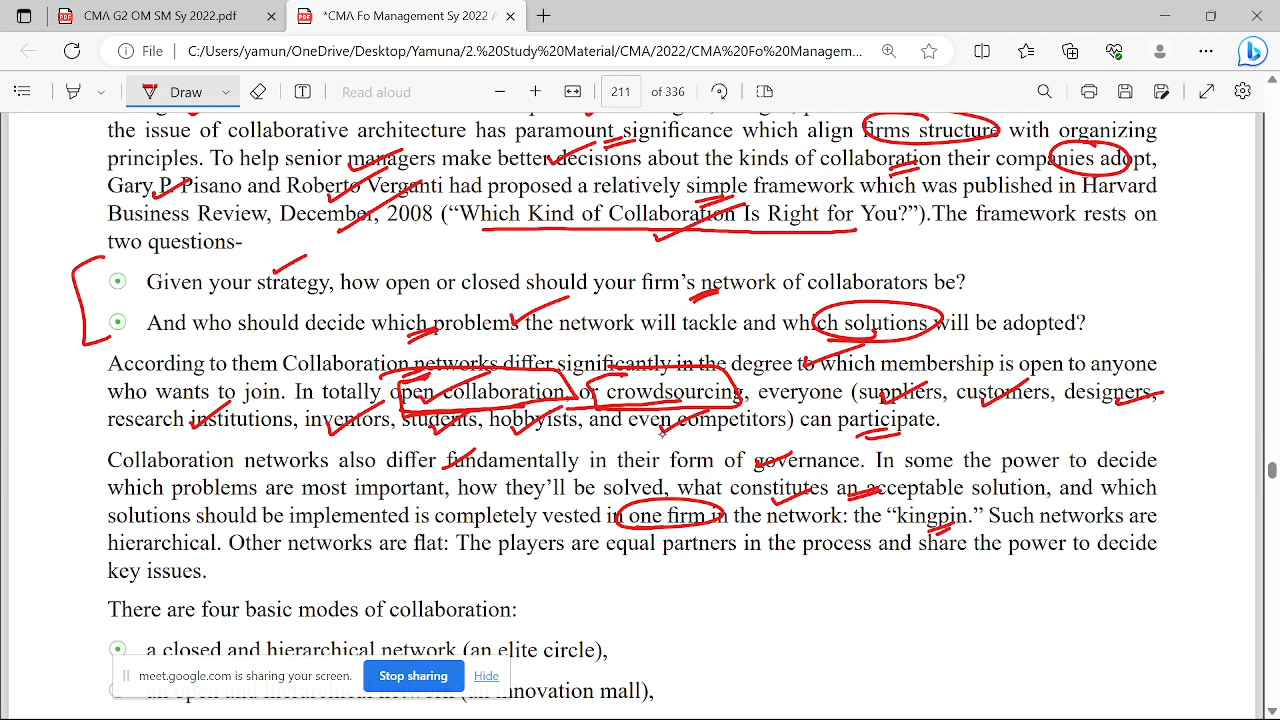 CMA G2 OM SM Sy 2022.pdf
*CMA Fo Management Sy 2022
File
C:/Users/yamun/OneDrive/Desktop/Yamuna/2.%20Study%20Material/CMA/2022/CMA%20Fo%20Managem...
Draw
Read aloud
211 of 336
the issue of collaborative architecture has paramount significance which align firms structure with organizing
principles. To help senior managers make better decisions about the kinds of collaboration their companies adopt,
Gary P. Pisano and Roberto Verganti had proposed a relatively simple framework which was published in Harvard
Business Review, December, 2008 (“Which Kind of Collaboration Is Right for You?”).The framework rests on
two questions-
Given your strategy, how open or closed should your firm’s network of collaborators be?
And who should decide which problems the network will tackle and which solutions will be adopted?
According to them Collaboration networks differ significantly in the degree to which membership is open to anyone
who wants to join. In totally open collaboration, or crowdsourcing, everyone (suppliers, customers, designers,
research institutions, inventors, students, hobbyists, and even competitors) can participate.
Collaboration networks also differ fundamentally in their form of governance. In some the power to decide
which problems are most important, how they’ll be solved, what constitutes an acceptable solution, and which
solutions should be implemented is completely vested in one firm in the network: the “kingpin.” Such networks are
hierarchical. Other networks are flat: The players are equal partners in the process and share the power to decide
key issues.
There are four basic modes of collaboration:
a closed and hierarchical network (an elite circle),
meet.google.com is sharing your screen.
Stop sharing
Hide
an open and hierarchical network (an innovation mall),